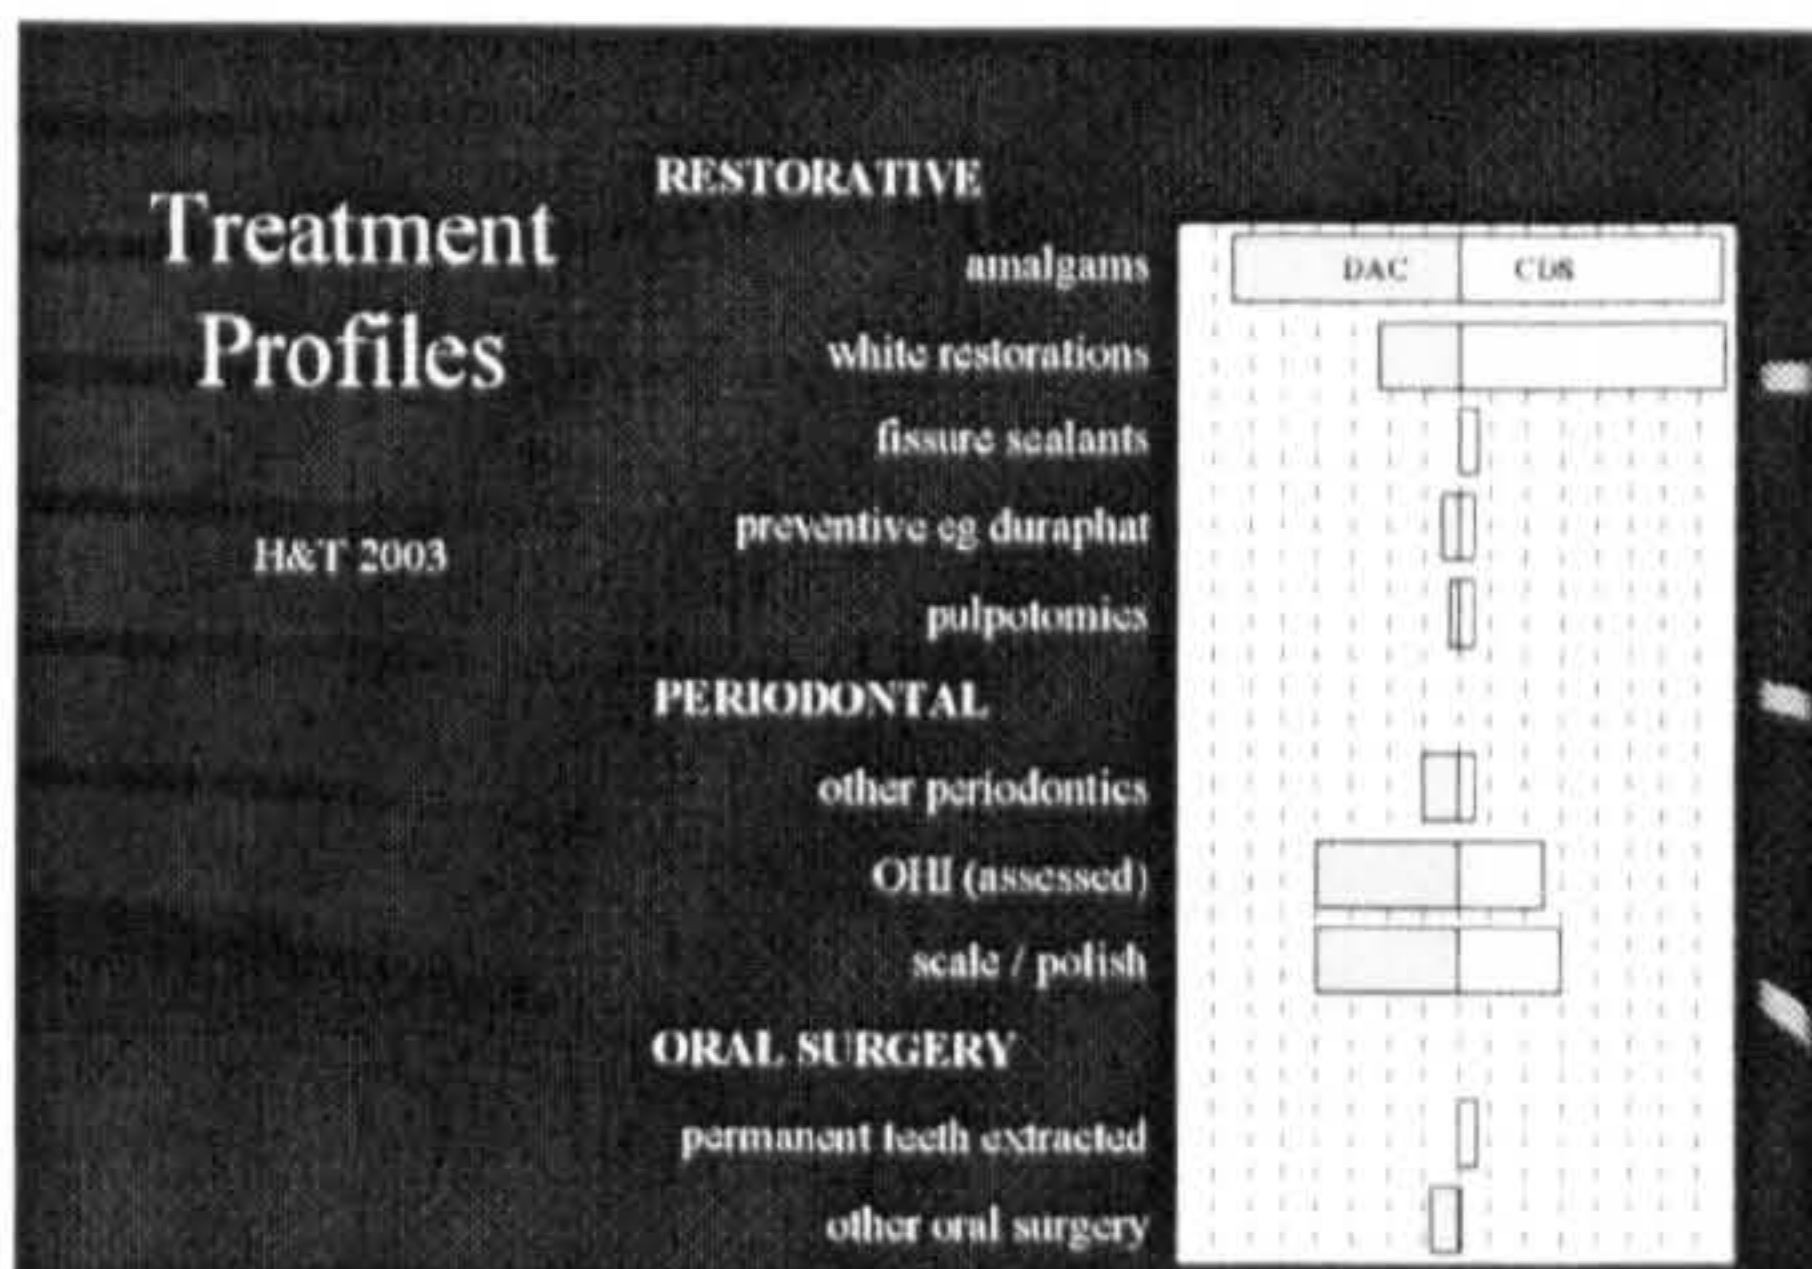 Treatment
Profiles
H&T 2003
RESTORATIVE
amalgams
DAC CDS
white restorations
fissure sealants
preventive eg duraphat
pulpotomies
PERIODONTAL
other periodontics
OHI (assessed)
scale / polish
ORAL SURGERY
permanent teeth extracted
other oral surgery